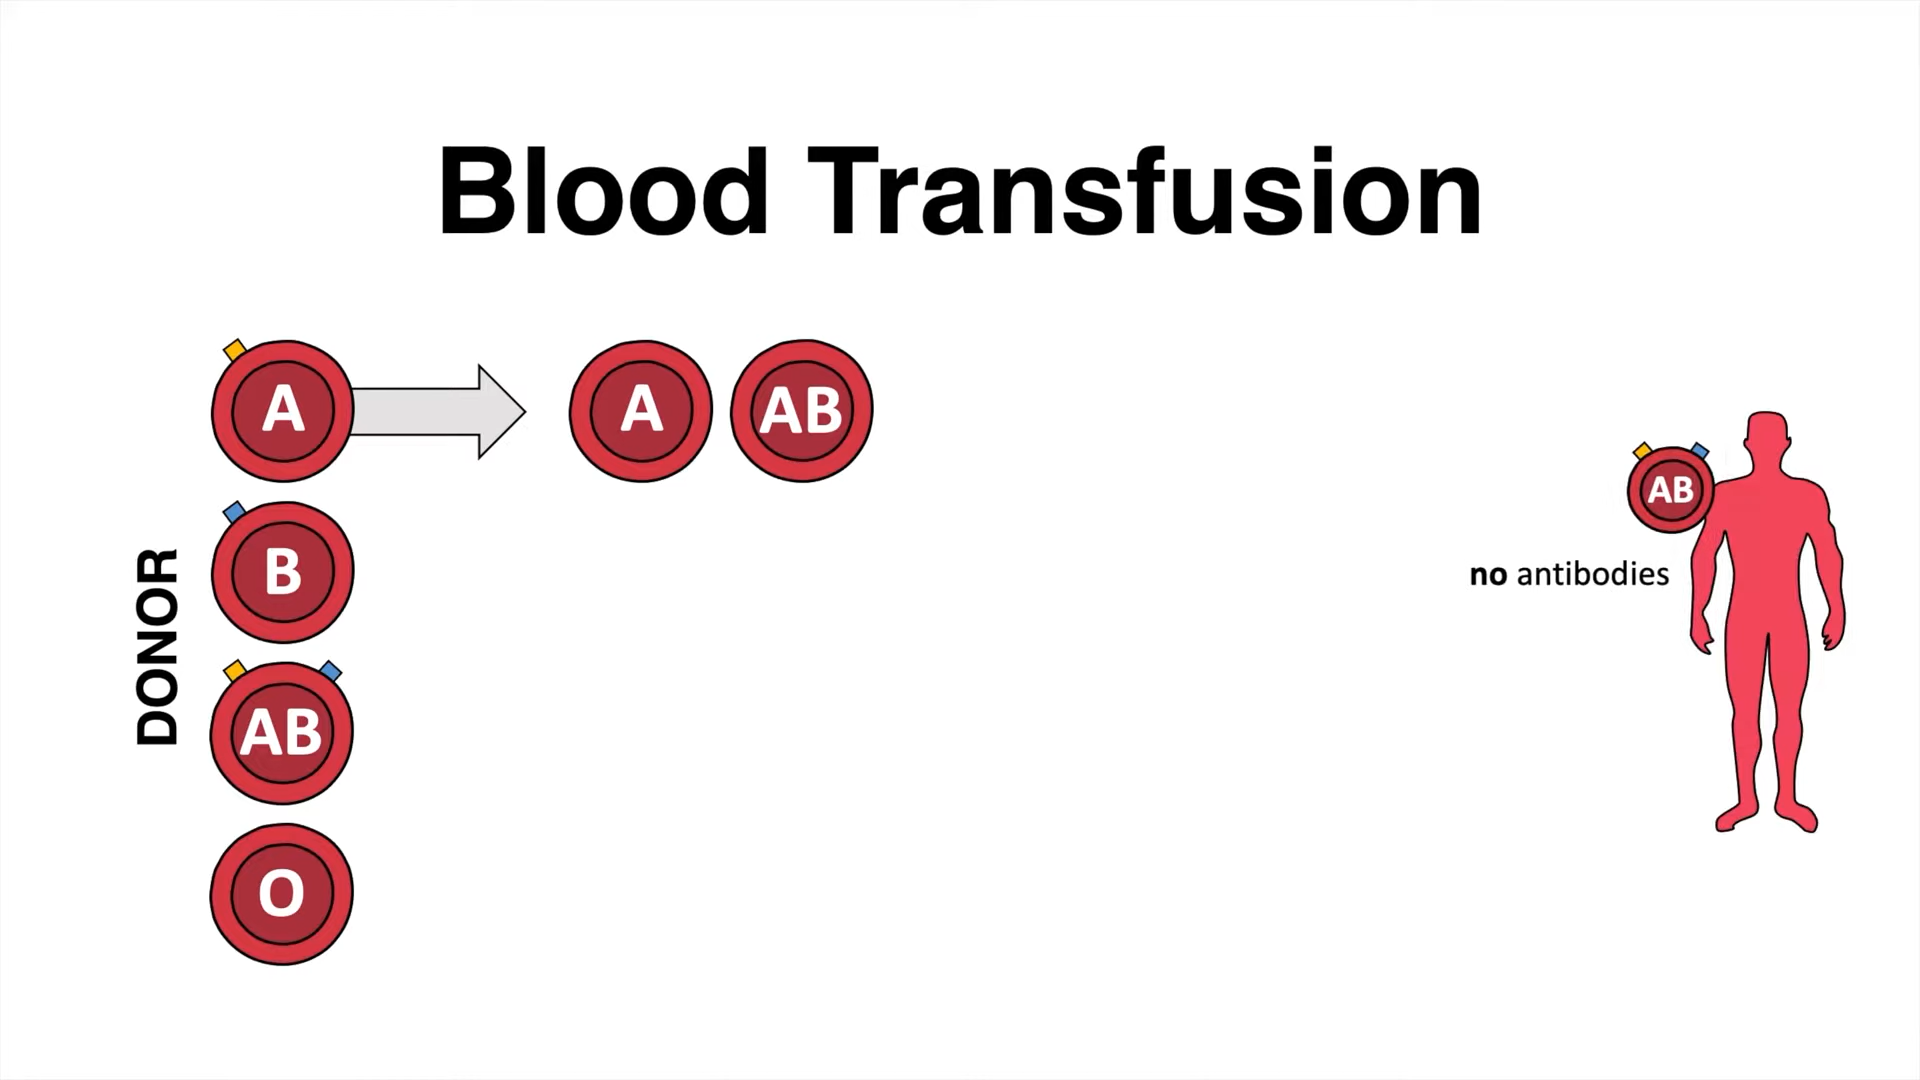 Blood Transfusion
DONOR
A
A
AB
B
AB
O
AB
no antibodies